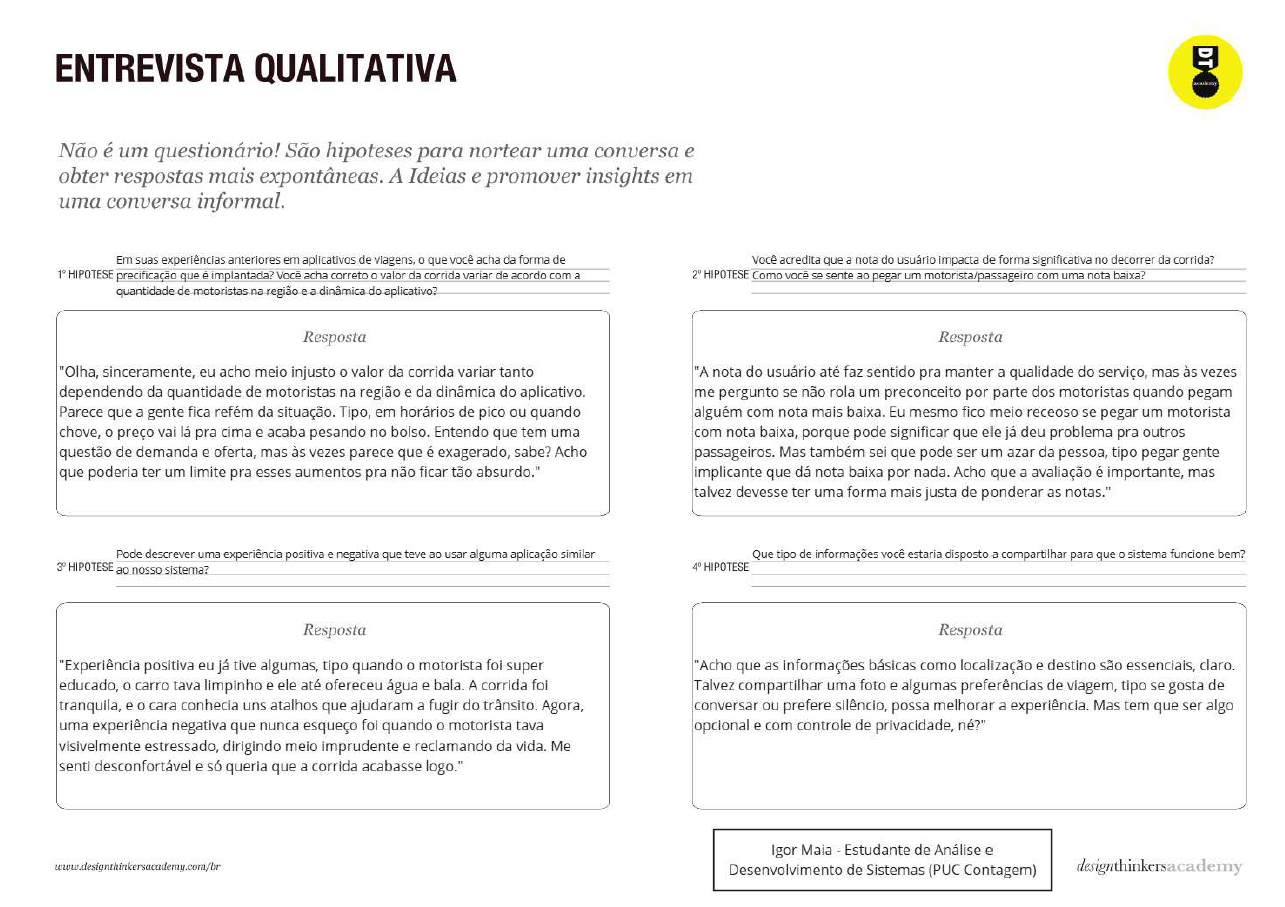 ENTREVISTA QUALITATIVA
DT
academy
Não é um questionário! São hipoteses para nortear uma conversa e
obter respostas mais expontâneas. A Ideias e promover insights em
uma conversa informal.
1º HIPOTESE
Em suas experiências anteriores em aplicativos de viagens, o que você acha da forma de
precificação que é implantada? Você acha correto o valor da corrida variar de acordo com a
quantidade de motoristas na região e a dinâmica do aplicativo?
Resposta
"Olha, sinceramente, eu acho meio injusto o valor da corrida variar tanto
dependendo da quantidade de motoristas na região e da dinâmica do aplicativo.
Parece que a gente fica refém da situação. Tipo, em horários de pico ou quando
chove, o preço vai lá pra cima e acaba pesando no bolso. Entendo que tem uma
questão de demanda e oferta, mas às vezes parece que é exagerado, sabe? Acho
que poderia ter um limite pra esses aumentos pra não ficar tão absurdo."
2º HIPOTESE
Você acredita que a nota do usuário impacta de forma significativa no decorrer da corrida?
Como você se sente ao pegar um motorista/passageiro com uma nota baixa?
Resposta
"A nota do usuário até faz sentido pra manter a qualidade do serviço, mas às vezes
me pergunto se não rola um preconceito por parte dos motoristas quando pegam
alguém com nota mais baixa. Eu mesmo fico meio receoso se pegar um motorista
com nota baixa, porque pode significar que ele já deu problema pra outros
passageiros. Mas também sei que pode ser um azar da pessoa, tipo pegar gente
implicante que dá nota baixa por nada. Acho que a avaliação é importante, mas
talvez devesse ter uma forma mais justa de ponderar as notas."
3º HIPOTESE
Pode descrever uma experiência positiva e negativa que teve ao usar alguma aplicação similar
ao nosso sistema?
Resposta
"Experiência positiva eu já tive algumas, tipo quando o motorista foi super
educado, o carro tava limpinho e ele até ofereceu água e bala. A corrida foi
tranquila, e o cara conhecia uns atalhos que ajudaram a fugir do trânsito. Agora,
uma experiência negativa que nunca esqueço foi quando o motorista tava
visivelmente estressado, dirigindo meio imprudente e reclamando da vida. Me
senti desconfortável e só queria que a corrida acabasse logo."
4º HIPOTESE
Que tipo de informações você estaria disposto a compartilhar para que o sistema funcione bem?
Resposta
"Acho que as informações básicas como localização e destino são essenciais, claro.
Talvez compartilhar uma foto e algumas preferências de viagem, tipo se gosta de
conversar ou prefere silêncio, possa melhorar a experiência. Mas tem que ser algo
opcional e com controle de privacidade, né?"
www.designthinkersacademy.com/br
Igor Maia - Estudante de Análise e
Desenvolvimento de Sistemas (PUC Contagem)
designthinkersacademy